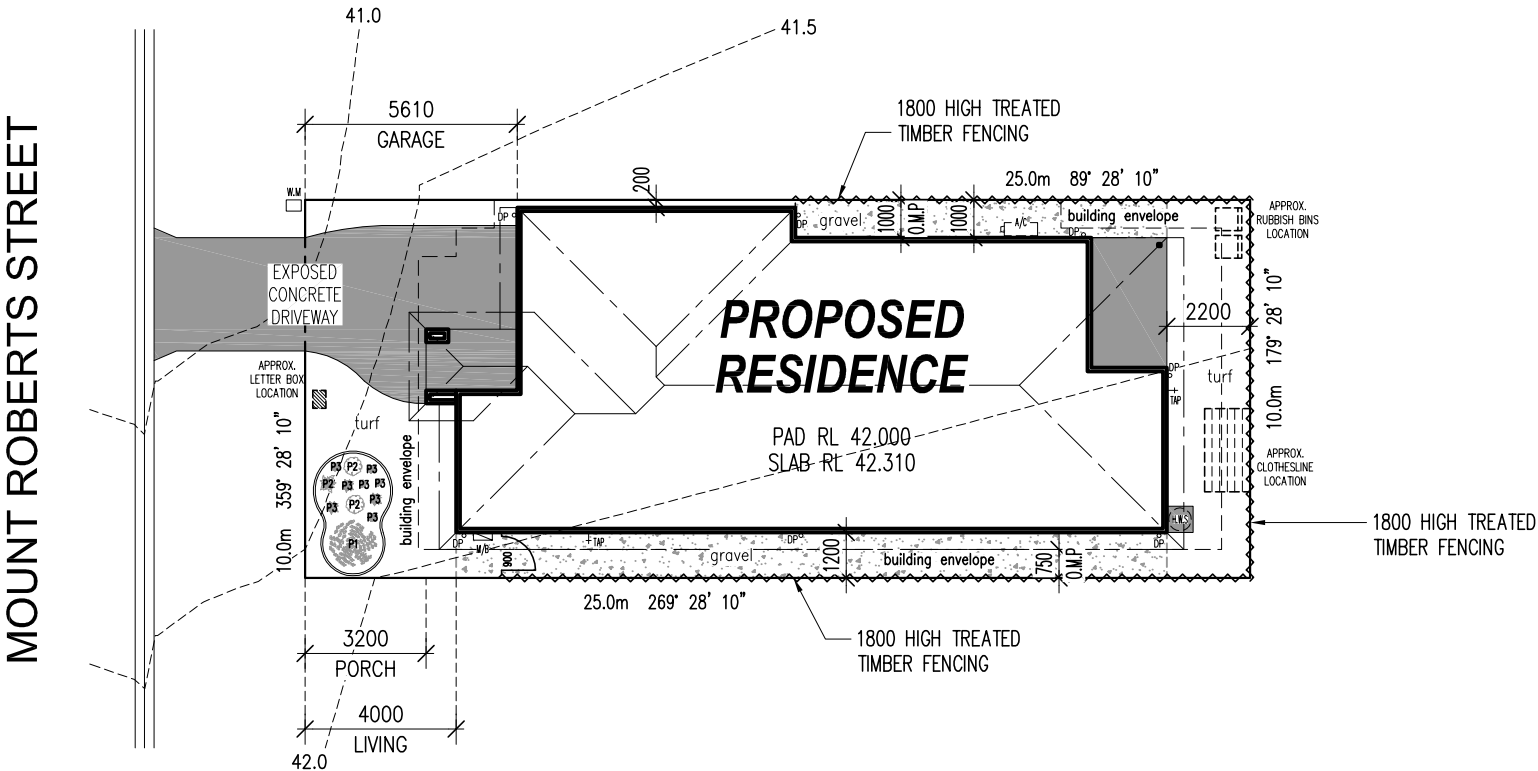 MOUNT ROBERTS STREET
41.0
41.5
5610
GARAGE
1800 HIGH TREATED
TIMBER FENCING
200
25.0m 89° 28' 10"
W.M
DP
DP
gravel
1000
O.M.P
1000
A/C
building envelope
DP
APPROX.
RUBBISH BINS
LOCATION
EXPOSED
CONCRETE
DRIVEWAY
PROPOSED
RESIDENCE
2200
10.0m 179° 28' 10"
APPROX.
LETTER BOX
LOCATION
DP
turf
TAP
turf
10.0m 359° 28' 10"
building envelope
PAD RL 42.000
SLAB RL 42.310
P3
P2
P3
P2
P3
P3
P3
P3
P2
P3
P3
P1
APPROX.
CLOTHESLINE
LOCATION
H.W.S
DP
M/B
900
TAP
gravel
DP
1200
building envelope
750
O.M.P
DP
1800 HIGH TREATED
TIMBER FENCING
25.0m 269° 28' 10"
1800 HIGH TREATED
TIMBER FENCING
3200
PORCH
4000
LIVING
42.0